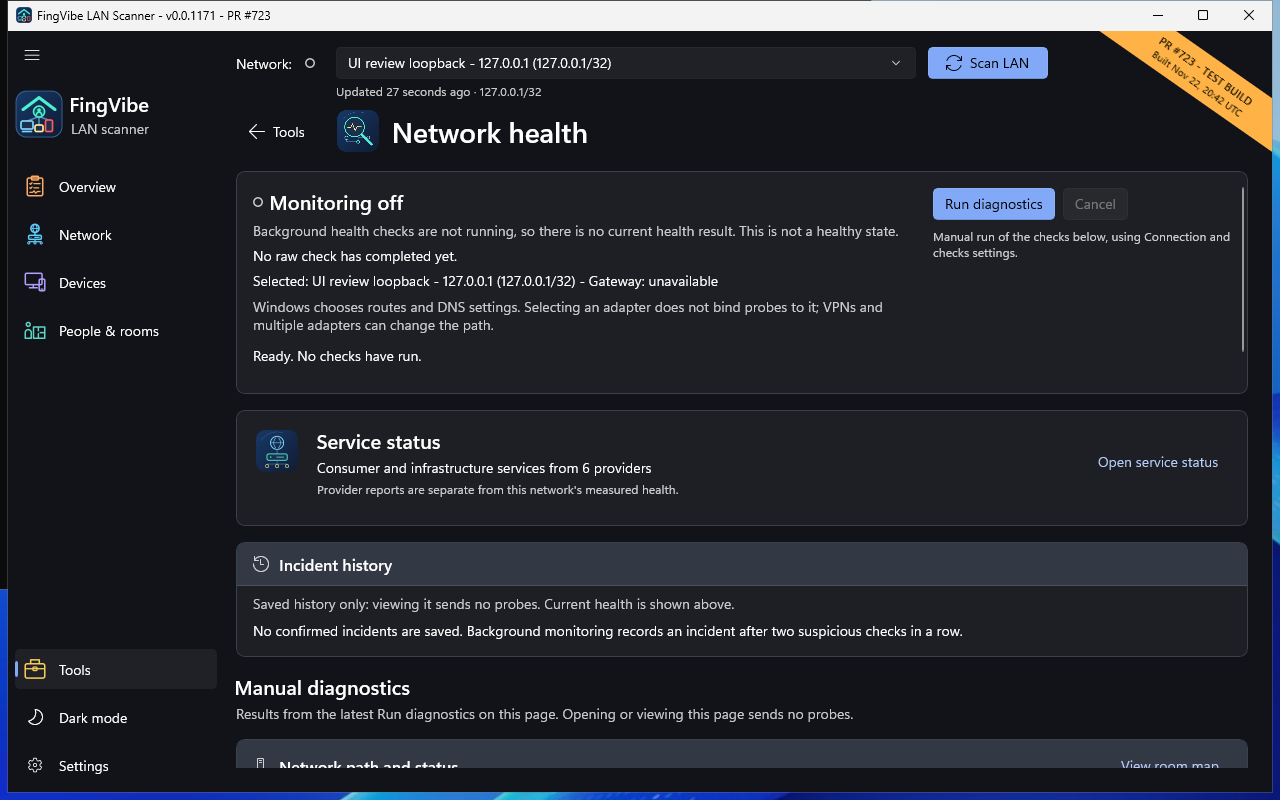 FingVibe LAN Scanner - v0.0.1171 - PR #723
PR #723 - TEST BUILD
Built Nov 22, 20:42 UTC
Network:
UI review loopback - 127.0.0.1 (127.0.0.1/32)
Scan LAN
Updated 27 seconds ago · 127.0.0.1/32
FingVibe
LAN scanner
Tools
Network health
Overview
Network
Devices
People & rooms
Monitoring off
Background health checks are not running, so there is no current health result. This is not a healthy state.
No raw check has completed yet.
Selected: UI review loopback - 127.0.0.1 (127.0.0.1/32) - Gateway: unavailable
Windows chooses routes and DNS settings. Selecting an adapter does not bind probes to it; VPNs and
multiple adapters can change the path.
Ready. No checks have run.
Run diagnostics
Cancel
Manual run of the checks below, using Connection and
checks settings.
Service status
Consumer and infrastructure services from 6 providers
Provider reports are separate from this network's measured health.
Open service status
Incident history
Saved history only: viewing it sends no probes. Current health is shown above.
No confirmed incidents are saved. Background monitoring records an incident after two suspicious checks in a row.
Manual diagnostics
Results from the latest Run diagnostics on this page. Opening or viewing this page sends no probes.
Network path and status
View room map
Tools
Dark mode
Settings